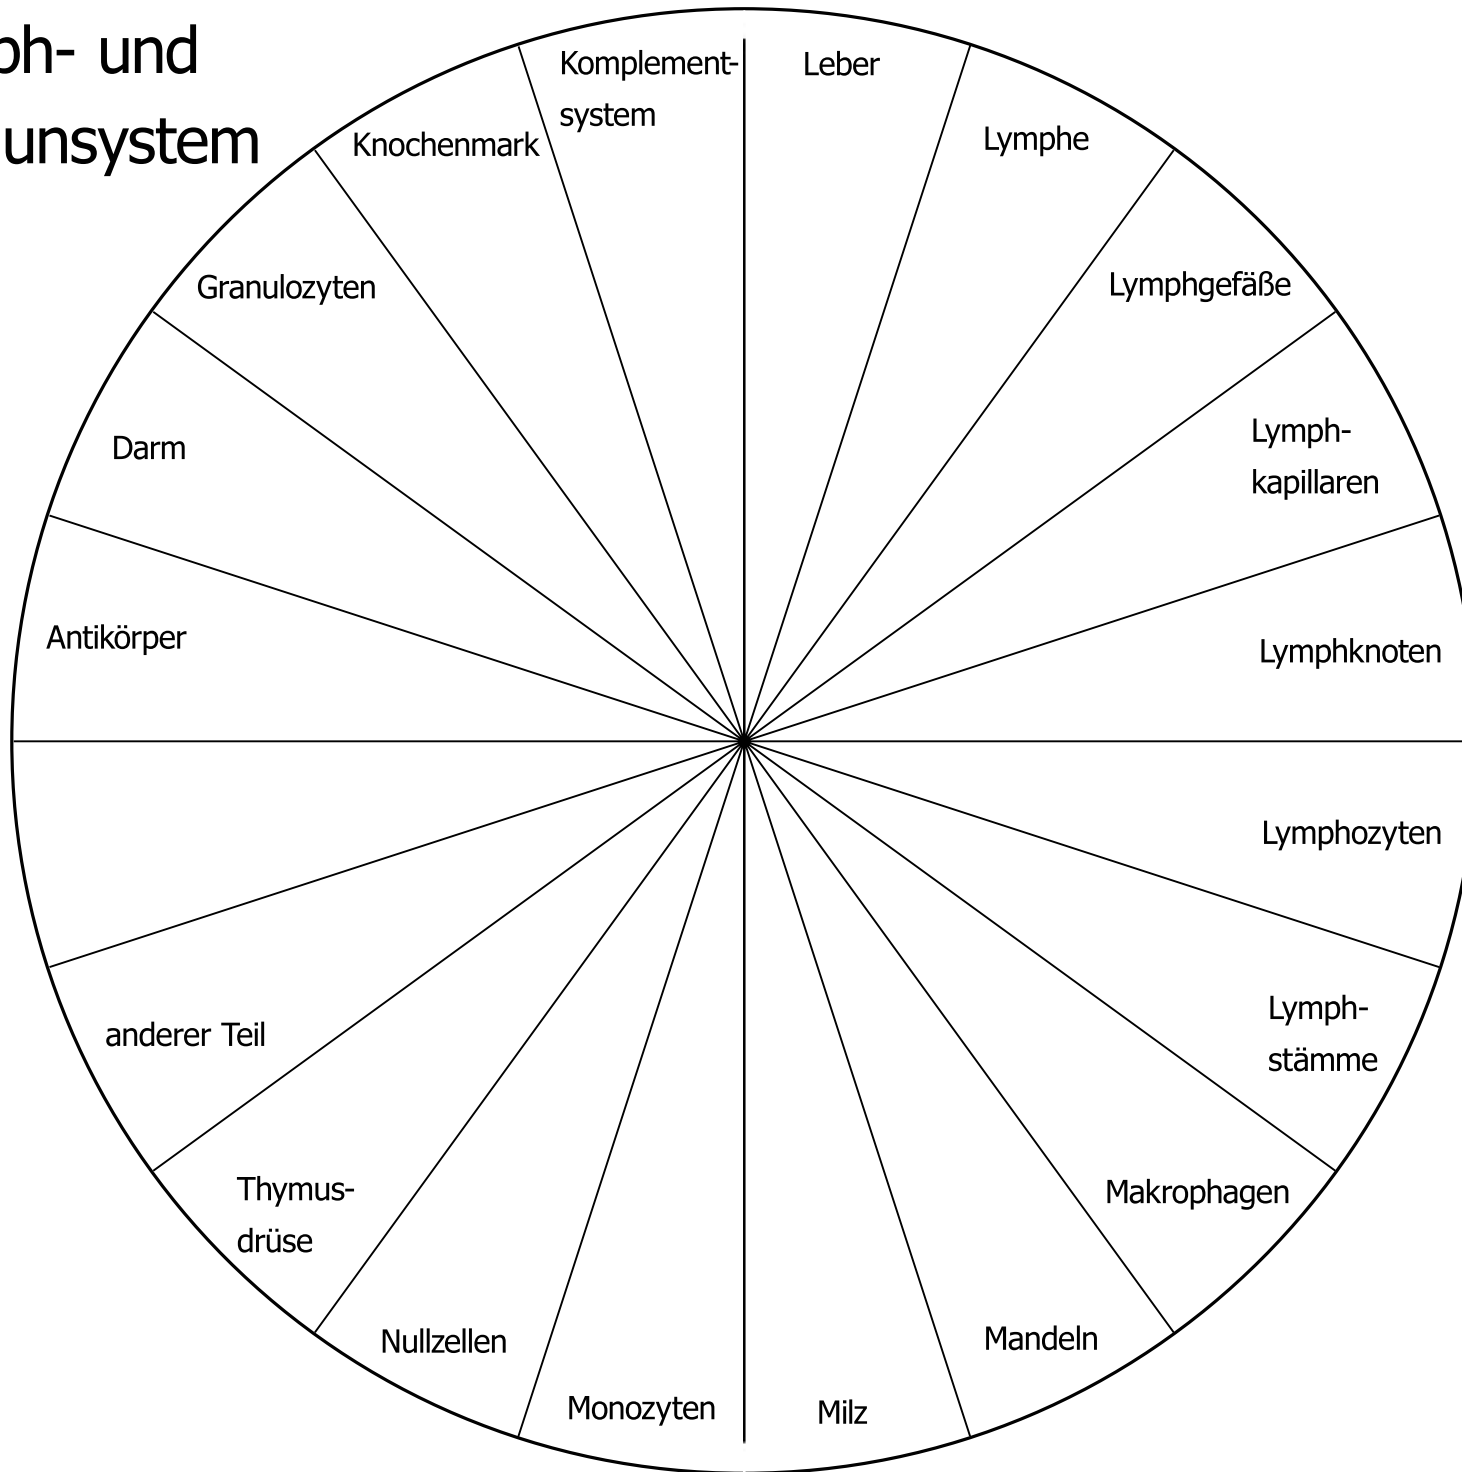 ph- und
unsystem
Komplement-
system
Leber
Lymphe
Lymphgefäße
Lymph-
kapillaren
Lymphknoten
Lymphozyten
Lymph-
stämme
Makrophagen
Mandeln
Milz
Monozyten
Nullzellen
Thymus-
drüse
anderer Teil
Antikörper
Darm
Granulozyten
Knochenmark